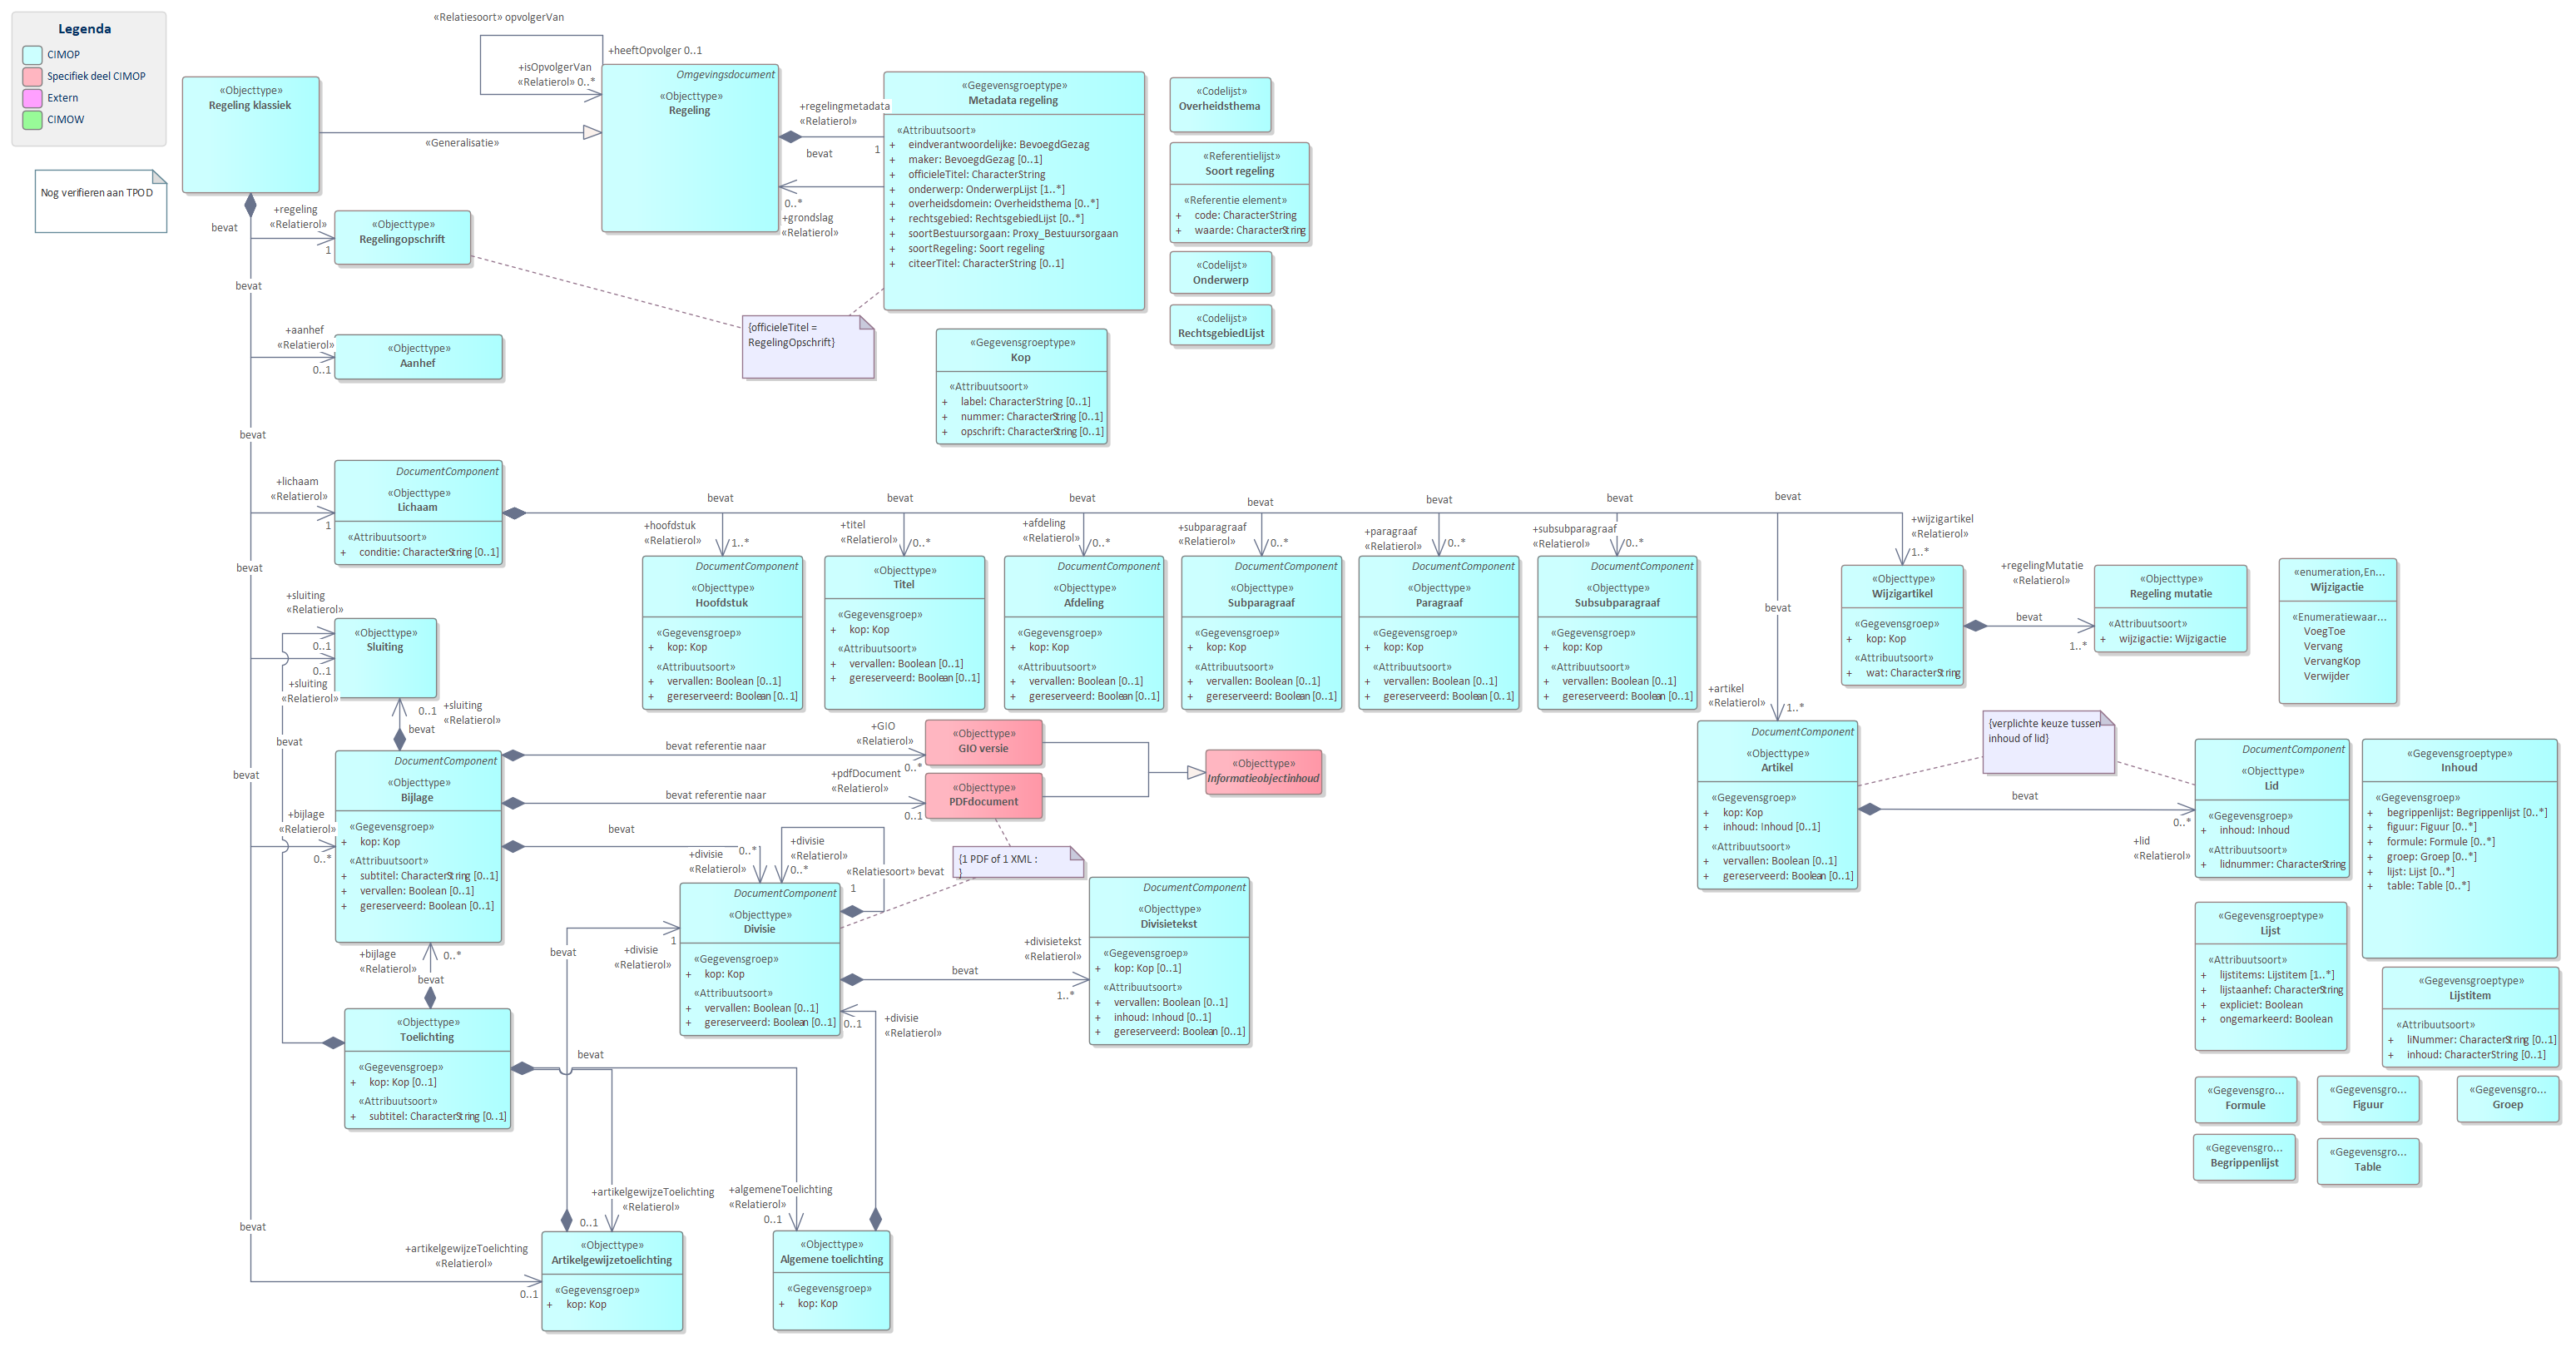 Legenda
CIMOP
Specifiek deel CIMOP
Extern
CIMOW
Nog verifieren aan TPOD
«Relatiesoort» opvolgerVan
+heeftOpvolger 0..1
+isOpvolgerVan
«Relatierol» 0..*
«Objecttype»
Regeling klassiek
«Generalisatie»
Omgevingsdocument
«Objecttype»
Regeling
+regelingmetadata
«Relatierol»
bevat
1
0..*
+grondslag
«Relatierol»
«Gegevensgroeptype»
Metadata regeling
«Attribuutsoort»
+ eindverantwoordelijke: BevoegdGezag
+ maker: BevoegdGezag [0..1]
+ officieleTitel: CharacterString
+ onderwerp: OnderwerpLijst [1..*]
+ overheidsdomein: Overheidsthema [0..*]
+ rechtsgebied: RechtsgebiedLijst [0..*]
+ soortBestuursorgaan: Proxy_Bestuursorgaan
+ soortRegeling: Soort regeling
+ citeerTitel: CharacterString [0..1]
«Codelijst»
Overheidsthema
«Referentielijst»
Soort regeling
«Referentie element»
+ code: CharacterString
+ waarde: CharacterString
«Codelijst»
Onderwerp
«Codelijst»
RechtsgebiedLijst
bevat
+regeling
«Relatierol»
1
«Objecttype»
Regelingopschrift
{officieleTitel =
RegelingOpschrift}
«Gegevensgroeptype»
Kop
«Attribuutsoort»
+ label: CharacterString [0..1]
+ nummer: CharacterString [0..1]
+ opschrift: CharacterString [0..1]
bevat
+aanhef
«Relatierol»
0..1
«Objecttype»
Aanhef
bevat
+lichaam
«Relatierol»
1
DocumentComponent
«Objecttype»
Lichaam
«Attribuutsoort»
+ conditie: CharacterString [0..1]
bevat
+hoofdstuk
«Relatierol»
1..*
DocumentComponent
«Objecttype»
Hoofdstuk
«Gegevensgroep»
+ kop: Kop
«Attribuutsoort»
+ vervallen: Boolean [0..1]
+ gereserveerd: Boolean [0..1]
bevat
+titel
«Relatierol»
0..*
«Objecttype»
Titel
«Gegevensgroep»
+ kop: Kop
«Attribuutsoort»
+ vervallen: Boolean [0..1]
+ gereserveerd: Boolean [0..1]
bevat
+afdeling
«Relatierol»
0..*
DocumentComponent
«Objecttype»
Afdeling
«Gegevensgroep»
+ kop: Kop
«Attribuutsoort»
+ vervallen: Boolean [0..1]
+ gereserveerd: Boolean [0..1]
bevat
+subparagraaf
«Relatierol»
0..*
DocumentComponent
«Objecttype»
Subparagraaf
«Gegevensgroep»
+ kop: Kop
«Attribuutsoort»
+ vervallen: Boolean [0..1]
+ gereserveerd: Boolean [0..1]
bevat
+paragraaf
«Relatierol»
0..*
DocumentComponent
«Objecttype»
Paragraaf
«Gegevensgroep»
+ kop: Kop
«Attribuutsoort»
+ vervallen: Boolean [0..1]
+ gereserveerd: Boolean [0..1]
bevat
+subsubparagraaf
«Relatierol»
0..*
DocumentComponent
«Objecttype»
Subsubparagraaf
«Gegevensgroep»
+ kop: Kop
«Attribuutsoort»
+ vervallen: Boolean [0..1]
+ gereserveerd: Boolean [0..1]
bevat
bevat
+wijzigartikel
«Relatierol»
1..*
«Objecttype»
Wijzigartikel
«Gegevensgroep»
+ kop: Kop
«Attribuutsoort»
+ wat: CharacterString
+regelingMutatie
«Relatierol»
bevat
1..*
«Objecttype»
Regeling mutatie
«Attribuutsoort»
+ wijzigactie: Wijzigactie
«enumeration,En...
Wijzigactie
«Enumeratiewaar...
VoegToe
Vervang
VervangKop
Verwijder
+artikel
«Relatierol»
1..*
DocumentComponent
«Objecttype»
Artikel
«Gegevensgroep»
+ kop: Kop
+ inhoud: Inhoud [0..1]
«Attribuutsoort»
+ vervallen: Boolean [0..1]
+ gereserveerd: Boolean [0..1]
{verplichte keuze tussen
inhoud of lid}
bevat
0..*
+lid
«Relatierol»
DocumentComponent
«Objecttype»
Lid
«Gegevensgroep»
+ inhoud: Inhoud
«Attribuutsoort»
+ lidnummer: CharacterString
«Gegevensgroeptype»
Inhoud
«Gegevensgroep»
+ begrippenlijst: Begrippenlijst [0..*]
+ figuur: Figuur [0..*]
+ formule: Formule [0..*]
+ groep: Groep [0..*]
+ lijst: Lijst [0..*]
+ table: Table [0..*]
«Gegevensgroeptype»
Lijst
«Attribuutsoort»
+ lijstitems: Lijstitem [1..*]
+ lijstaanhef: CharacterString
+ expliciet: Boolean
+ ongemarkeerd: Boolean
«Gegevensgroeptype»
Lijstitem
«Attribuutsoort»
+ liNummer: CharacterString [0..1]
+ inhoud: CharacterString [0..1]
«Gegevensgro...
Formule
«Gegevensgro...
Figuur
«Gegevensgro...
Groep
«Gegevensgro...
Begrippenlijst
«Gegevensgro...
Table
bevat
+sluiting
«Relatierol»
0..1
0..1
+sluiting
«Relatierol»
«Objecttype»
Sluiting
0..1
+sluiting
«Relatierol»
bevat
bevat
bevat
+bijlage
«Relatierol»
0..*
DocumentComponent
«Objecttype»
Bijlage
«Gegevensgroep»
+ kop: Kop
«Attribuutsoort»
+ subtitel: CharacterString [0..1]
+ vervallen: Boolean [0..1]
+ gereserveerd: Boolean [0..1]
bevat referentie naar
+GIO
«Relatierol»
0..*
«Objecttype»
GIO versie
bevat referentie naar
+pdfDocument
«Relatierol»
0..1
«Objecttype»
PDFdocument
«Objecttype»
Informatieobjectinhoud
{1 PDF of 1 XML :
}
bevat
0..*
+divisie
«Relatierol»
+divisie
«Relatierol»
0..*
«Relatiesoort» bevat
1
DocumentComponent
«Objecttype»
Divisie
«Gegevensgroep»
+ kop: Kop
«Attribuutsoort»
+ vervallen: Boolean [0..1]
+ gereserveerd: Boolean [0..1]
bevat
1
+divisie
«Relatierol»
bevat
+divisietekst
«Relatierol»
1..*
DocumentComponent
«Objecttype»
Divisietekst
«Gegevensgroep»
+ kop: Kop [0..1]
«Attribuutsoort»
+ vervallen: Boolean [0..1]
+ inhoud: Inhoud [0..1]
+ gereserveerd: Boolean [0..1]
0..1
+divisie
«Relatierol»
+bijlage
«Relatierol»
0..*
bevat
«Objecttype»
Toelichting
«Gegevensgroep»
+ kop: Kop [0..1]
«Attribuutsoort»
+ subtitel: CharacterString [0..1]
bevat
+artikelgewijzeToelichting
«Relatierol»
0..1
+algemeneToelichting
«Relatierol»
0..1
bevat
+artikelgewijzeToelichting
«Relatierol»
0..1
«Objecttype»
Artikelgewijzetoelichting
«Gegevensgroep»
+ kop: Kop
«Objecttype»
Algemene toelichting
«Gegevensgroep»
+ kop: Kop